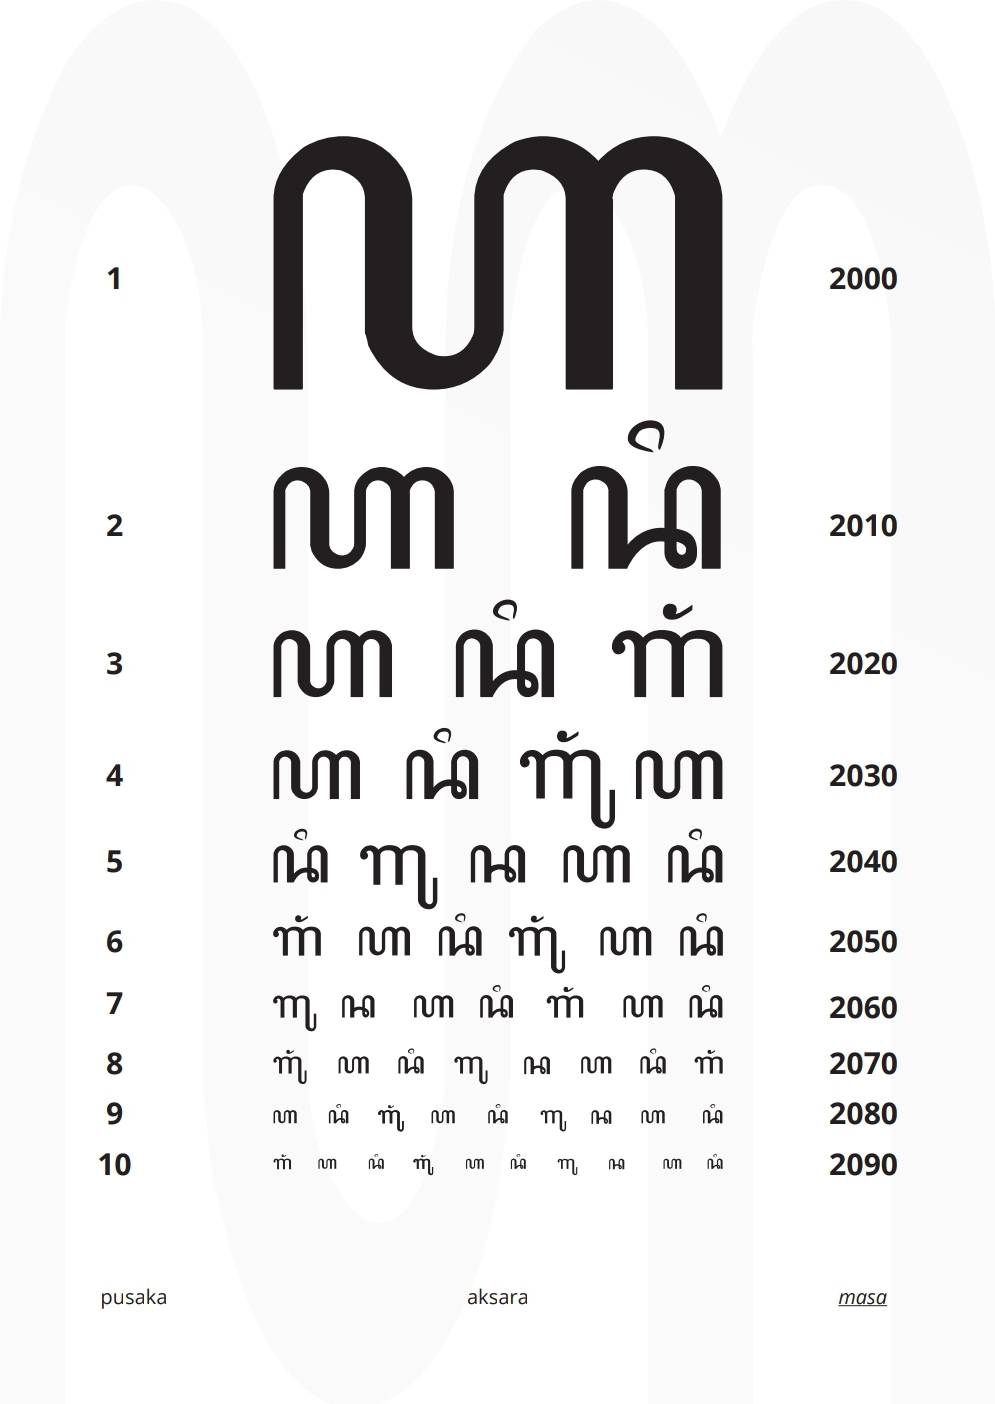 1 ꦭ 2000
2 ꦭ ꦤꦶ 2010
3 ꦭ ꦤꦶ ꦒꦁ 2020
4 ꦭ ꦤꦶ ꦒꦸꦁ ꦭ 2030
5 ꦤꦶ ꦒꦸ ꦤ ꦭ ꦤꦶ 2040
6 ꦒꦁ ꦭ ꦤꦶ ꦒꦸꦁ ꦭ ꦤꦶ 2050
7 ꦒꦸ ꦤ ꦭ ꦤꦶ ꦒꦁ ꦭ ꦤꦶ 2060
8 ꦒꦸꦁ ꦭ ꦤꦶ ꦒꦸ ꦤ ꦭ ꦤꦶ ꦒꦁ 2070
9 ꦭ ꦤꦶ ꦒꦸꦁ ꦭ ꦤꦶ ꦒꦸ ꦤ ꦭ ꦤꦶ 2080
10 ꦒꦁ ꦭ ꦤꦶ ꦒꦸꦁ ꦭ ꦤꦶ ꦒꦸ ꦤ ꦭ ꦤꦶ 2090
pusaka aksara masa